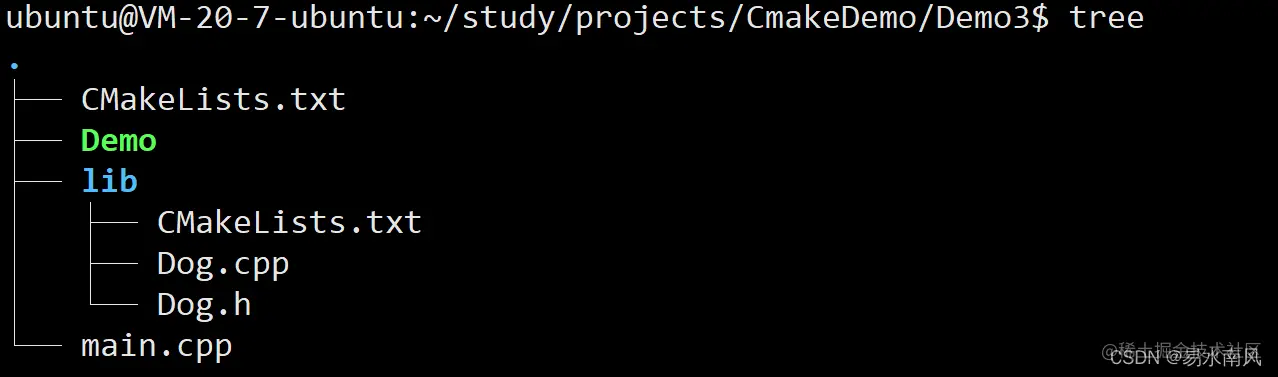 ubuntu@VM-20-7-ubuntu:~/study/projects/CmakeDemo/Demo3$ tree
.
├── CMakeLists.txt
├── Demo
├── lib
│   ├── CMakeLists.txt
│   ├── Dog.cpp
│   └── Dog.h
└── main.cpp
@稀土掘金技术社区
CSDN @易水南风